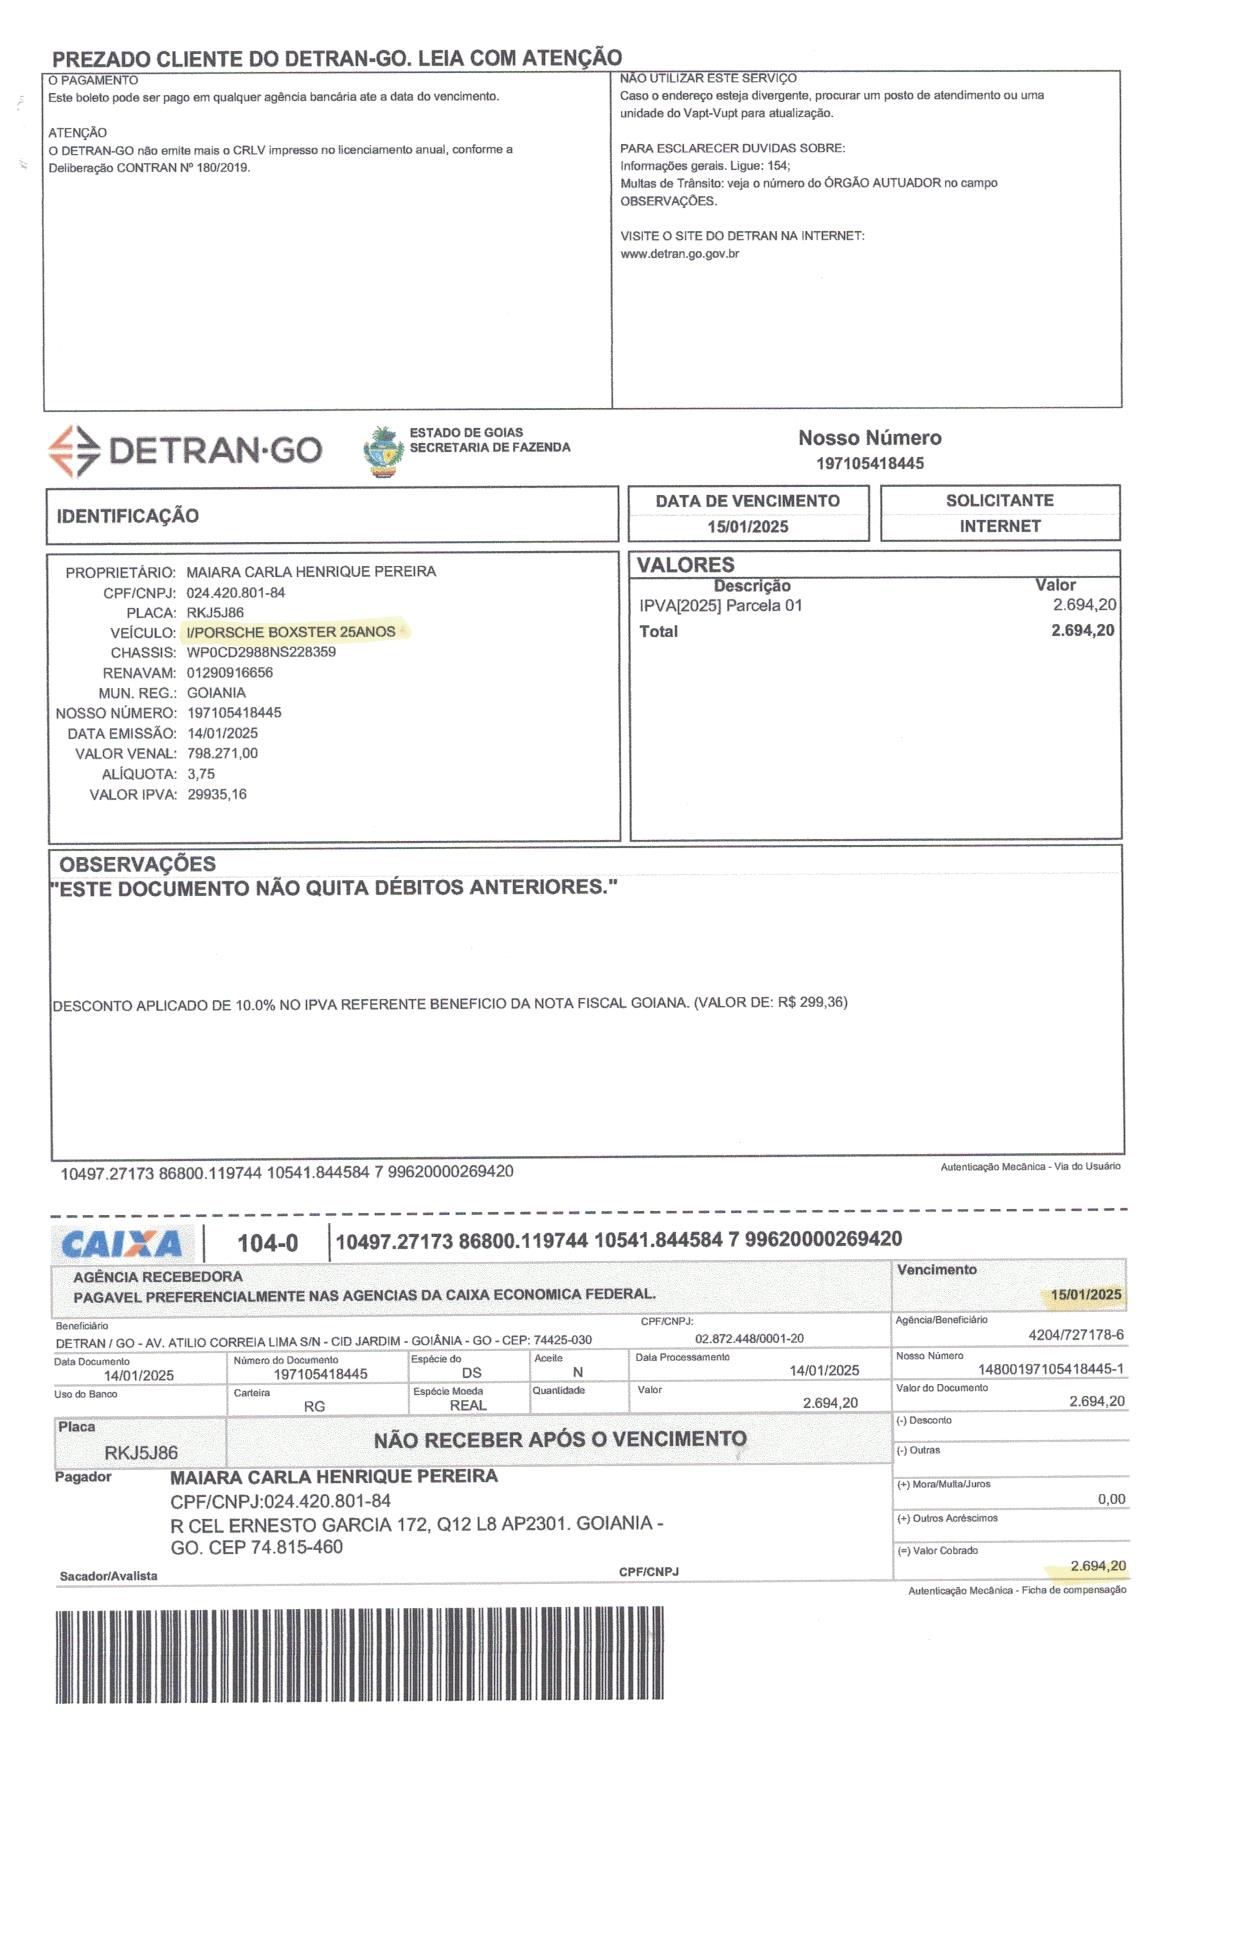 PREZADO CLIENTE DO DETRAN-GO. LEIA COM ATENÇÃO
O PAGAMENTO
Este boleto pode ser pago em qualquer agência bancária ate a data do vencimento.
ATENÇÃO
O DETRAN-GO não emite mais o CRLV impresso no licenciamento anual, conforme a
Deliberação CONTRAN Nº 180/2019.
NÃO UTILIZAR ESTE SERVIÇO
Caso o endereço esteja divergente, procurar um posto de atendimento ou uma
unidade do Vapt-Vupt para atualização.
PARA ESCLARECER DUVIDAS SOBRE:
Informações gerais. Ligue: 154;
Multas de Trânsito: veja o número do ÓRGÃO AUTUADOR no campo
OBSERVAÇÕES.
VISITE O SITE DO DETRAN NA INTERNET:
www.detran.go.gov.br
DETRAN·GO
ESTADO DE GOIAS
SECRETARIA DE FAZENDA
Nosso Número
197105418445
IDENTIFICAÇÃO
DATA DE VENCIMENTO
15/01/2025
SOLICITANTE
INTERNET
PROPRIETÁRIO: MAIARA CARLA HENRIQUE PEREIRA
CPF/CNPJ: 024.420.801-84
PLACA: RKJ5J86
VEÍCULO: I/PORSCHE BOXSTER 25ANOS
CHASSIS: WP0CD2988NS228359
RENAVAM: 01290916656
MUN. REG.: GOIANIA
NOSSO NÚMERO: 197105418445
DATA EMISSÃO: 14/01/2025
VALOR VENAL: 798.271,00
ALÍQUOTA: 3,75
VALOR IPVA: 29935,16
VALORES
Descrição Valor
IPVA[2025] Parcela 01 2.694,20
Total 2.694,20
OBSERVAÇÕES
"ESTE DOCUMENTO NÃO QUITA DÉBITOS ANTERIORES."
DESCONTO APLICADO DE 10.0% NO IPVA REFERENTE BENEFICIO DA NOTA FISCAL GOIANA. (VALOR DE: R$ 299,36)
10497.27173 86800.119744 10541.844584 7 99620000269420
Autenticação Mecânica - Via do Usuário
CAIXA 104-0 10497.27173 86800.119744 10541.844584 7 99620000269420
AGÊNCIA RECEBEDORA
PAGAVEL PREFERENCIALMENTE NAS AGENCIAS DA CAIXA ECONOMICA FEDERAL.
Vencimento
15/01/2025
Beneficiário CPF/CNPJ:
DETRAN / GO - AV. ATILIO CORREIA LIMA S/N - CID JARDIM - GOIÂNIA - GO - CEP: 74425-030 02.872.448/0001-20
Agência/Beneficiário
4204/727178-6
Data Documento Número do Documento Espécie do Aceite Data Processamento Nosso Número
14/01/2025 197105418445 DS N 14/01/2025 14800197105418445-1
Uso do Banco Carteira Espécie Moeda Quantidade Valor Valor do Documento
RG REAL 2.694,20 2.694,20
Placa
RKJ5J86
NÃO RECEBER APÓS O VENCIMENTO
(-) Desconto
(-) Outras
Pagador MAIARA CARLA HENRIQUE PEREIRA
CPF/CNPJ:024.420.801-84
R CEL ERNESTO GARCIA 172, Q12 L8 AP2301. GOIANIA -
GO. CEP 74.815-460
(+) Mora/Multa/Juros
0,00
(+) Outros Acréscimos
(=) Valor Cobrado
2.694,20
Sacador/Avalista CPF/CNPJ
Autenticação Mecânica - Ficha de compensação